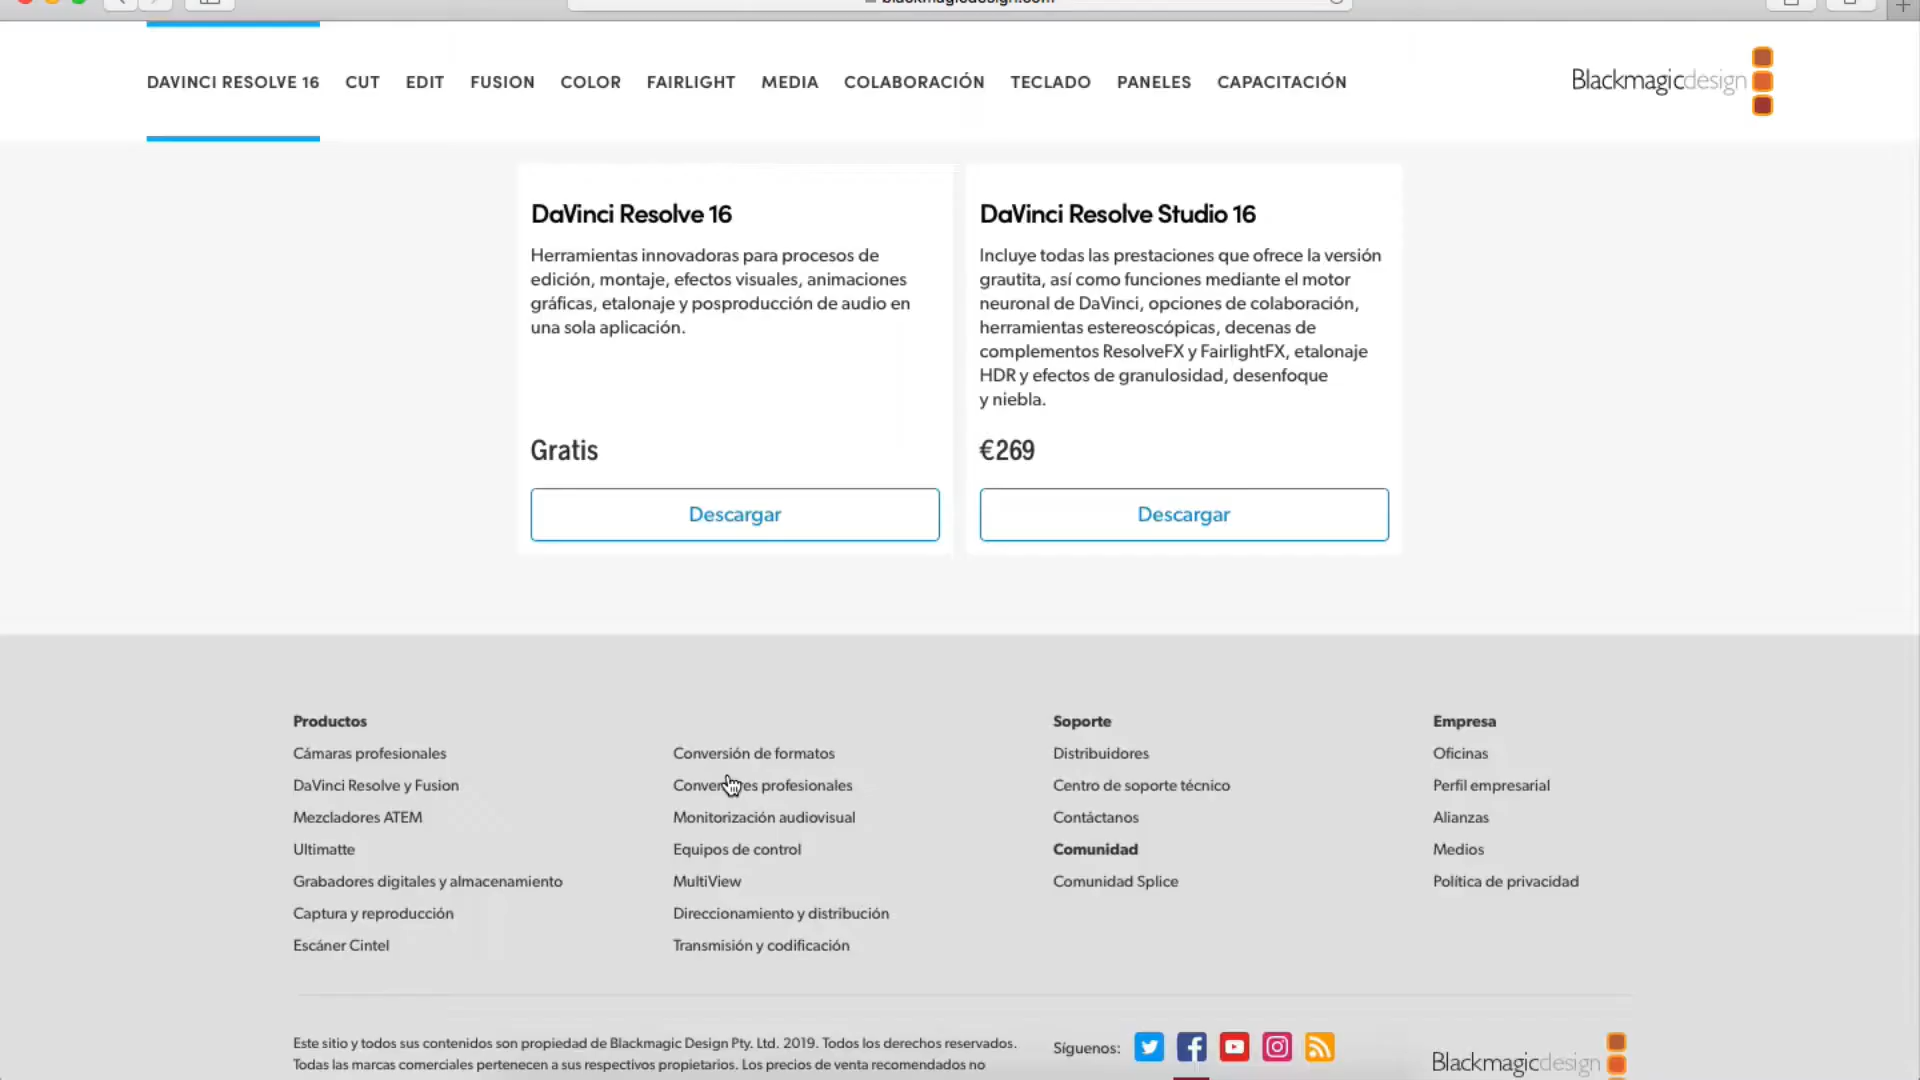 blackmagicdesign.com
DAVINCI RESOLVE 16 CUT EDIT FUSION COLOR FAIRLIGHT MEDIA COLABORACIÓN TECLADO PANELES CAPACITACIÓN
Blackmagicdesign
DaVinci Resolve 16
Herramientas innovadoras para procesos de
edición, montaje, efectos visuales, animaciones
gráficas, etalonaje y posproducción de audio en
una sola aplicación.
Gratis
Descargar
DaVinci Resolve Studio 16
Incluye todas las prestaciones que ofrece la versión
grautita, así como funciones mediante el motor
neuronal de DaVinci, opciones de colaboración,
herramientas estereoscópicas, decenas de
complementos ResolveFX y FairlightFX, etalonaje
HDR y efectos de granulosidad, desenfoque
y niebla.
€269
Descargar
Productos
Cámaras profesionales
DaVinci Resolve y Fusion
Mezcladores ATEM
Ultimatte
Grabadores digitales y almacenamiento
Captura y reproducción
Escáner Cintel
Conversión de formatos
Conversores profesionales
Monitorización audiovisual
Equipos de control
MultiView
Direccionamiento y distribución
Transmisión y codificación
Soporte
Distribuidores
Centro de soporte técnico
Contáctanos
Comunidad
Comunidad Splice
Empresa
Oficinas
Perfil empresarial
Alianzas
Medios
Política de privacidad
Este sitio y todos sus contenidos son propiedad de Blackmagic Design Pty. Ltd. 2019. Todos los derechos reservados.
Todas las marcas comerciales pertenecen a sus respectivos propietarios. Los precios de venta recomendados no
Síguenos:
Blackmagicdesign